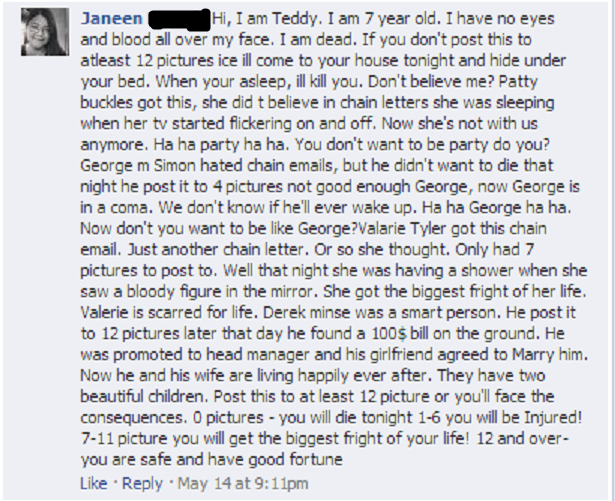 Janeen Hi, I am Teddy. I am 7 year old. I have no eyes
and blood all over my face. I am dead. If you don't post this to
atleast 12 pictures ice ill come to your house tonight and hide under
your bed. When your asleep, ill kill you. Don't believe me? Patty
buckles got this, she did t believe in chain letters she was sleeping
when her tv started flickering on and off. Now she's not with us
anymore. Ha ha party ha ha. You don't want to be party do you?
George m Simon hated chain emails, but he didn't want to die that
night he post it to 4 pictures not good enough George, now George is
in a coma. We don't know if he'll ever wake up. Ha ha George ha ha.
Now don't you want to be like George?Valarie Tyler got this chain
email. Just another chain letter. Or so she thought. Only had 7
pictures to post to. Well that night she was having a shower when she
saw a bloody figure in the mirror. She got the biggest fright of her life.
Valerie is scarred for life. Derek minse was a smart person. He post it
to 12 pictures later that day he found a 100$ bill on the ground. He
was promoted to head manager and his girlfriend agreed to Marry him.
Now he and his wife are living happily ever after. They have two
beautiful children. Post this to at least 12 picture or you'll face the
consequences. 0 pictures - you will die tonight 1-6 you will be Injured!
7-11 picture you will get the biggest fright of your life! 12 and over-
you are safe and have good fortune
Like · Reply · May 14 at 9:11pm